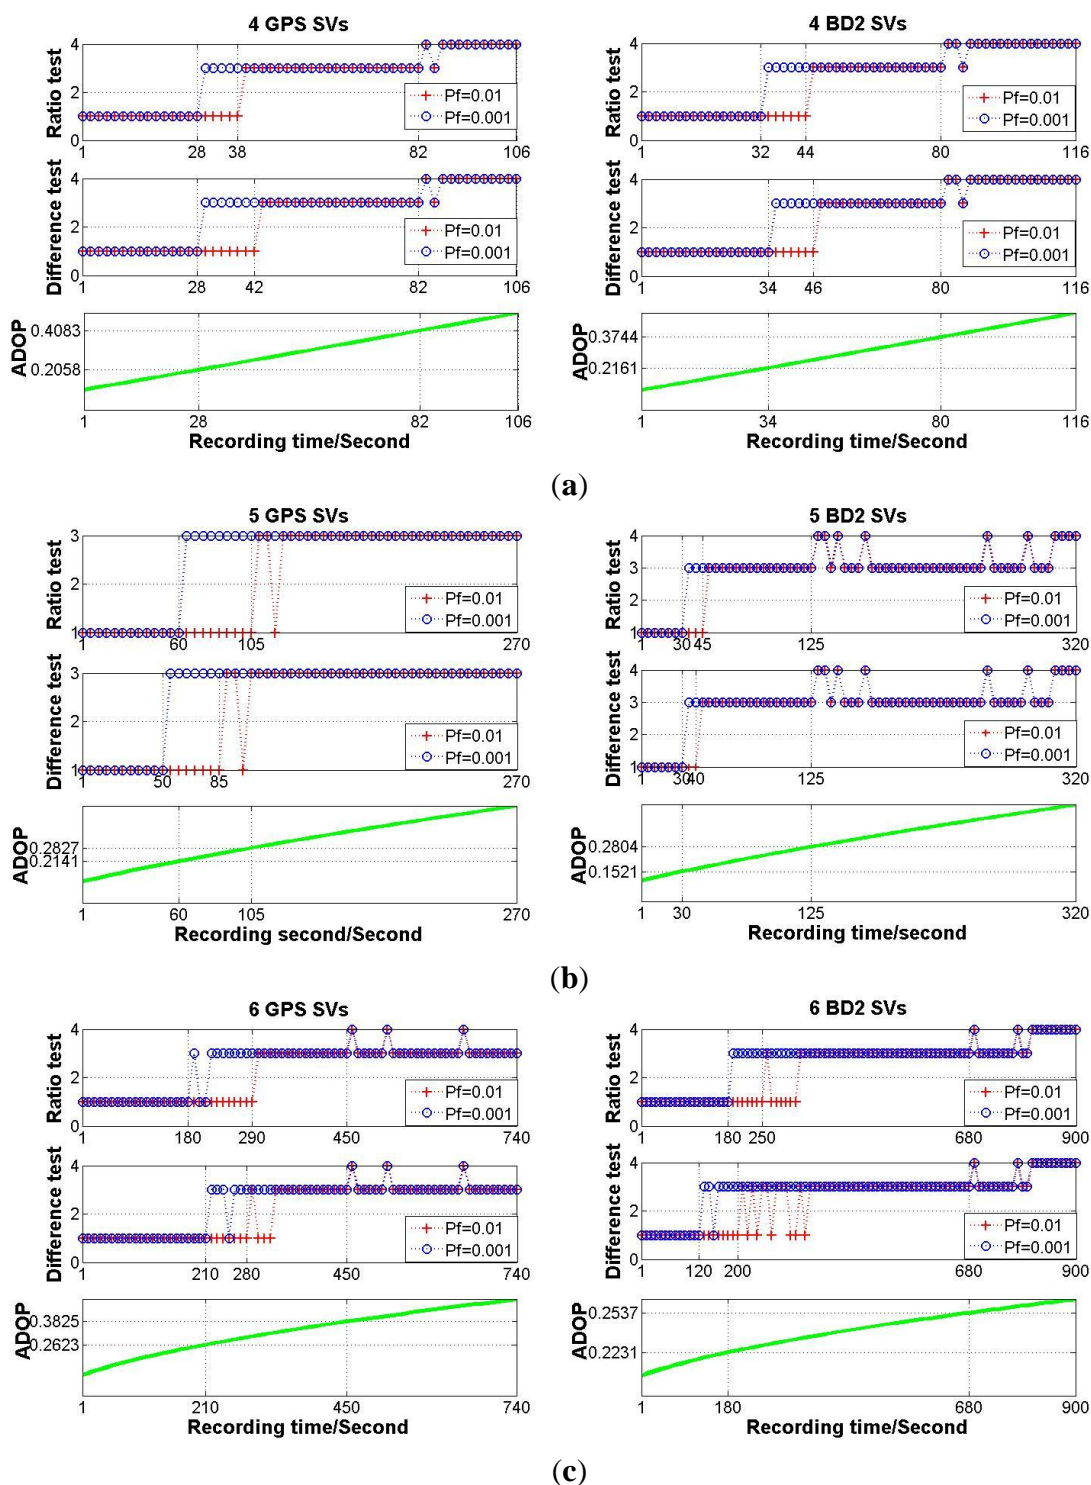 4 GPS SVs
4
Ratio test
2
0
Pf=0.01
Pf=0.001
1 28 38 82 106
4
Difference test
2
0
Pf=0.01
Pf=0.001
1 28 42 82 106
ADOP
0.4083
0.2058
1 28 82 106
Recording time/Second
4 BD2 SVs
4
Ratio test
2
0
Pf=0.01
Pf=0.001
1 32 44 80 116
4
Difference test
2
0
Pf=0.01
Pf=0.001
1 34 46 80 116
ADOP
0.3744
0.2161
1 34 80 116
Recording time/Second
(a)
5 GPS SVs
3
Ratio test
2
1
Pf=0.01
Pf=0.001
1 60 105 270
3
Difference test
2
1
Pf=0.01
Pf=0.001
1 50 85 270
ADOP
0.2827
0.2141
1 60 105 270
Recording second/Second
5 BD2 SVs
4
Ratio test
3
2
1
Pf=0.01
Pf=0.001
1 30 45 125 320
4
Difference test
3
2
1
Pf=0.01
Pf=0.001
1 30 40 125 320
ADOP
0.2804
0.1521
1 30 125 320
Recording time/second
(b)
6 GPS SVs
4
Ratio test
2
0
Pf=0.01
Pf=0.001
1 180 290 450 740
4
Difference test
2
0
Pf=0.01
Pf=0.001
1 210 280 450 740
ADOP
0.3825
0.2623
1 210 450 740
Recording time/Second
6 BD2 SVs
4
Ratio test
2
0
Pf=0.01
Pf=0.001
1 180 250 680 900
4
Difference test
2
0
Pf=0.01
Pf=0.001
1 120 200 680 900
ADOP
0.2537
0.2231
1 180 680 900
Recording time/Second
(c)